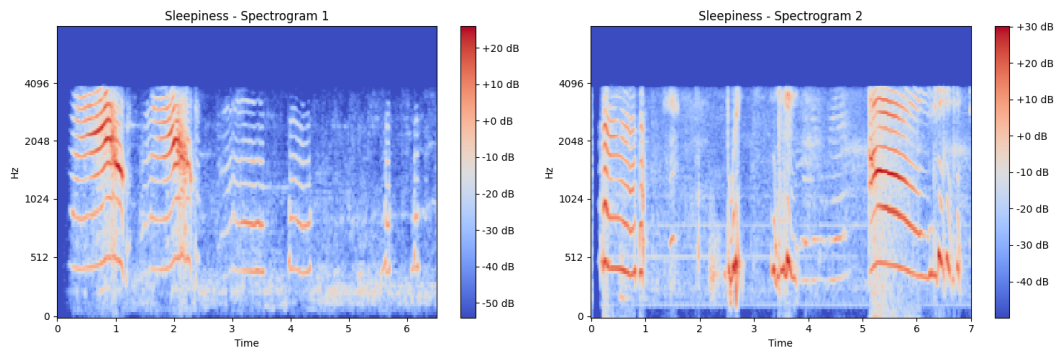 Sleepiness - Spectrogram 1
4096
2048
1024
512
0
Hz
0
1
2
3
4
5
6
Time
+20 dB
+10 dB
+0 dB
-10 dB
-20 dB
-30 dB
-40 dB
-50 dB
Sleepiness - Spectrogram 2
4096
2048
1024
512
0
Hz
0
1
2
3
4
5
6
7
Time
+30 dB
+20 dB
+10 dB
+0 dB
-10 dB
-20 dB
-30 dB
-40 dB